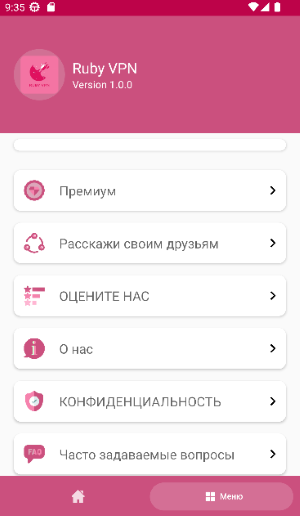 9:35
Ruby VPN
Version 1.0.0
RUBY VPN
Премиум
Расскажи своим друзьям
ОЦЕНИТЕ НАС
О нас
КОНФИДЕНЦИАЛЬНОСТЬ
FAQ
Часто задаваемые вопросы
Меню